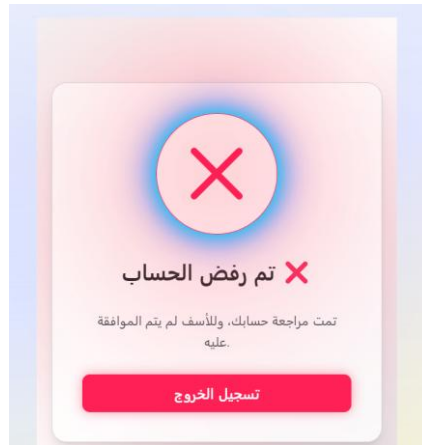 ❌ تم رفض الحساب
تمت مراجعة حسابك، وللأسف لم يتم الموافقة
عليه.
تسجيل الخروج